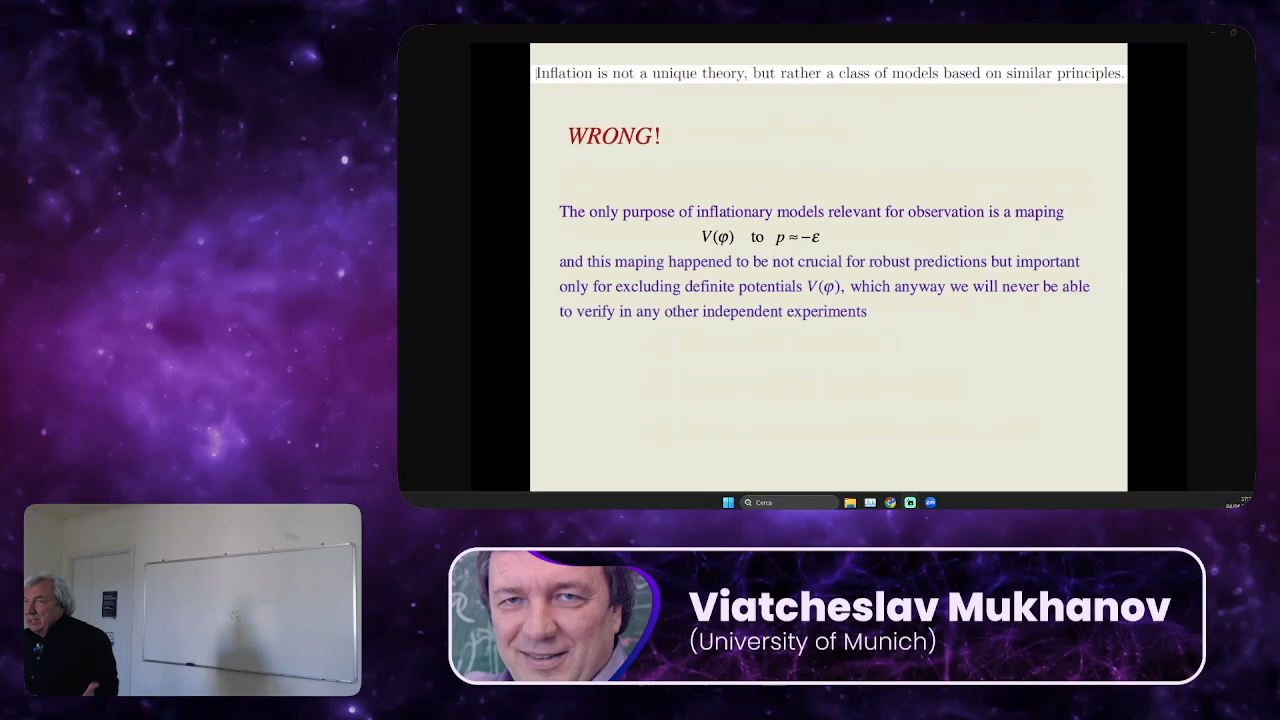 Inflation is not a unique theory, but rather a class of models based on similar principles.
WRONG!
The only purpose of inflationary models relevant for observation is a maping
V(φ) to p ≈ −ε
and this maping happened to be not crucial for robust predictions but important
only for excluding definite potentials V(φ), which anyway we will never be able
to verify in any other independent experiments
Cerca
Viatcheslav Mukhanov
(University of Munich)